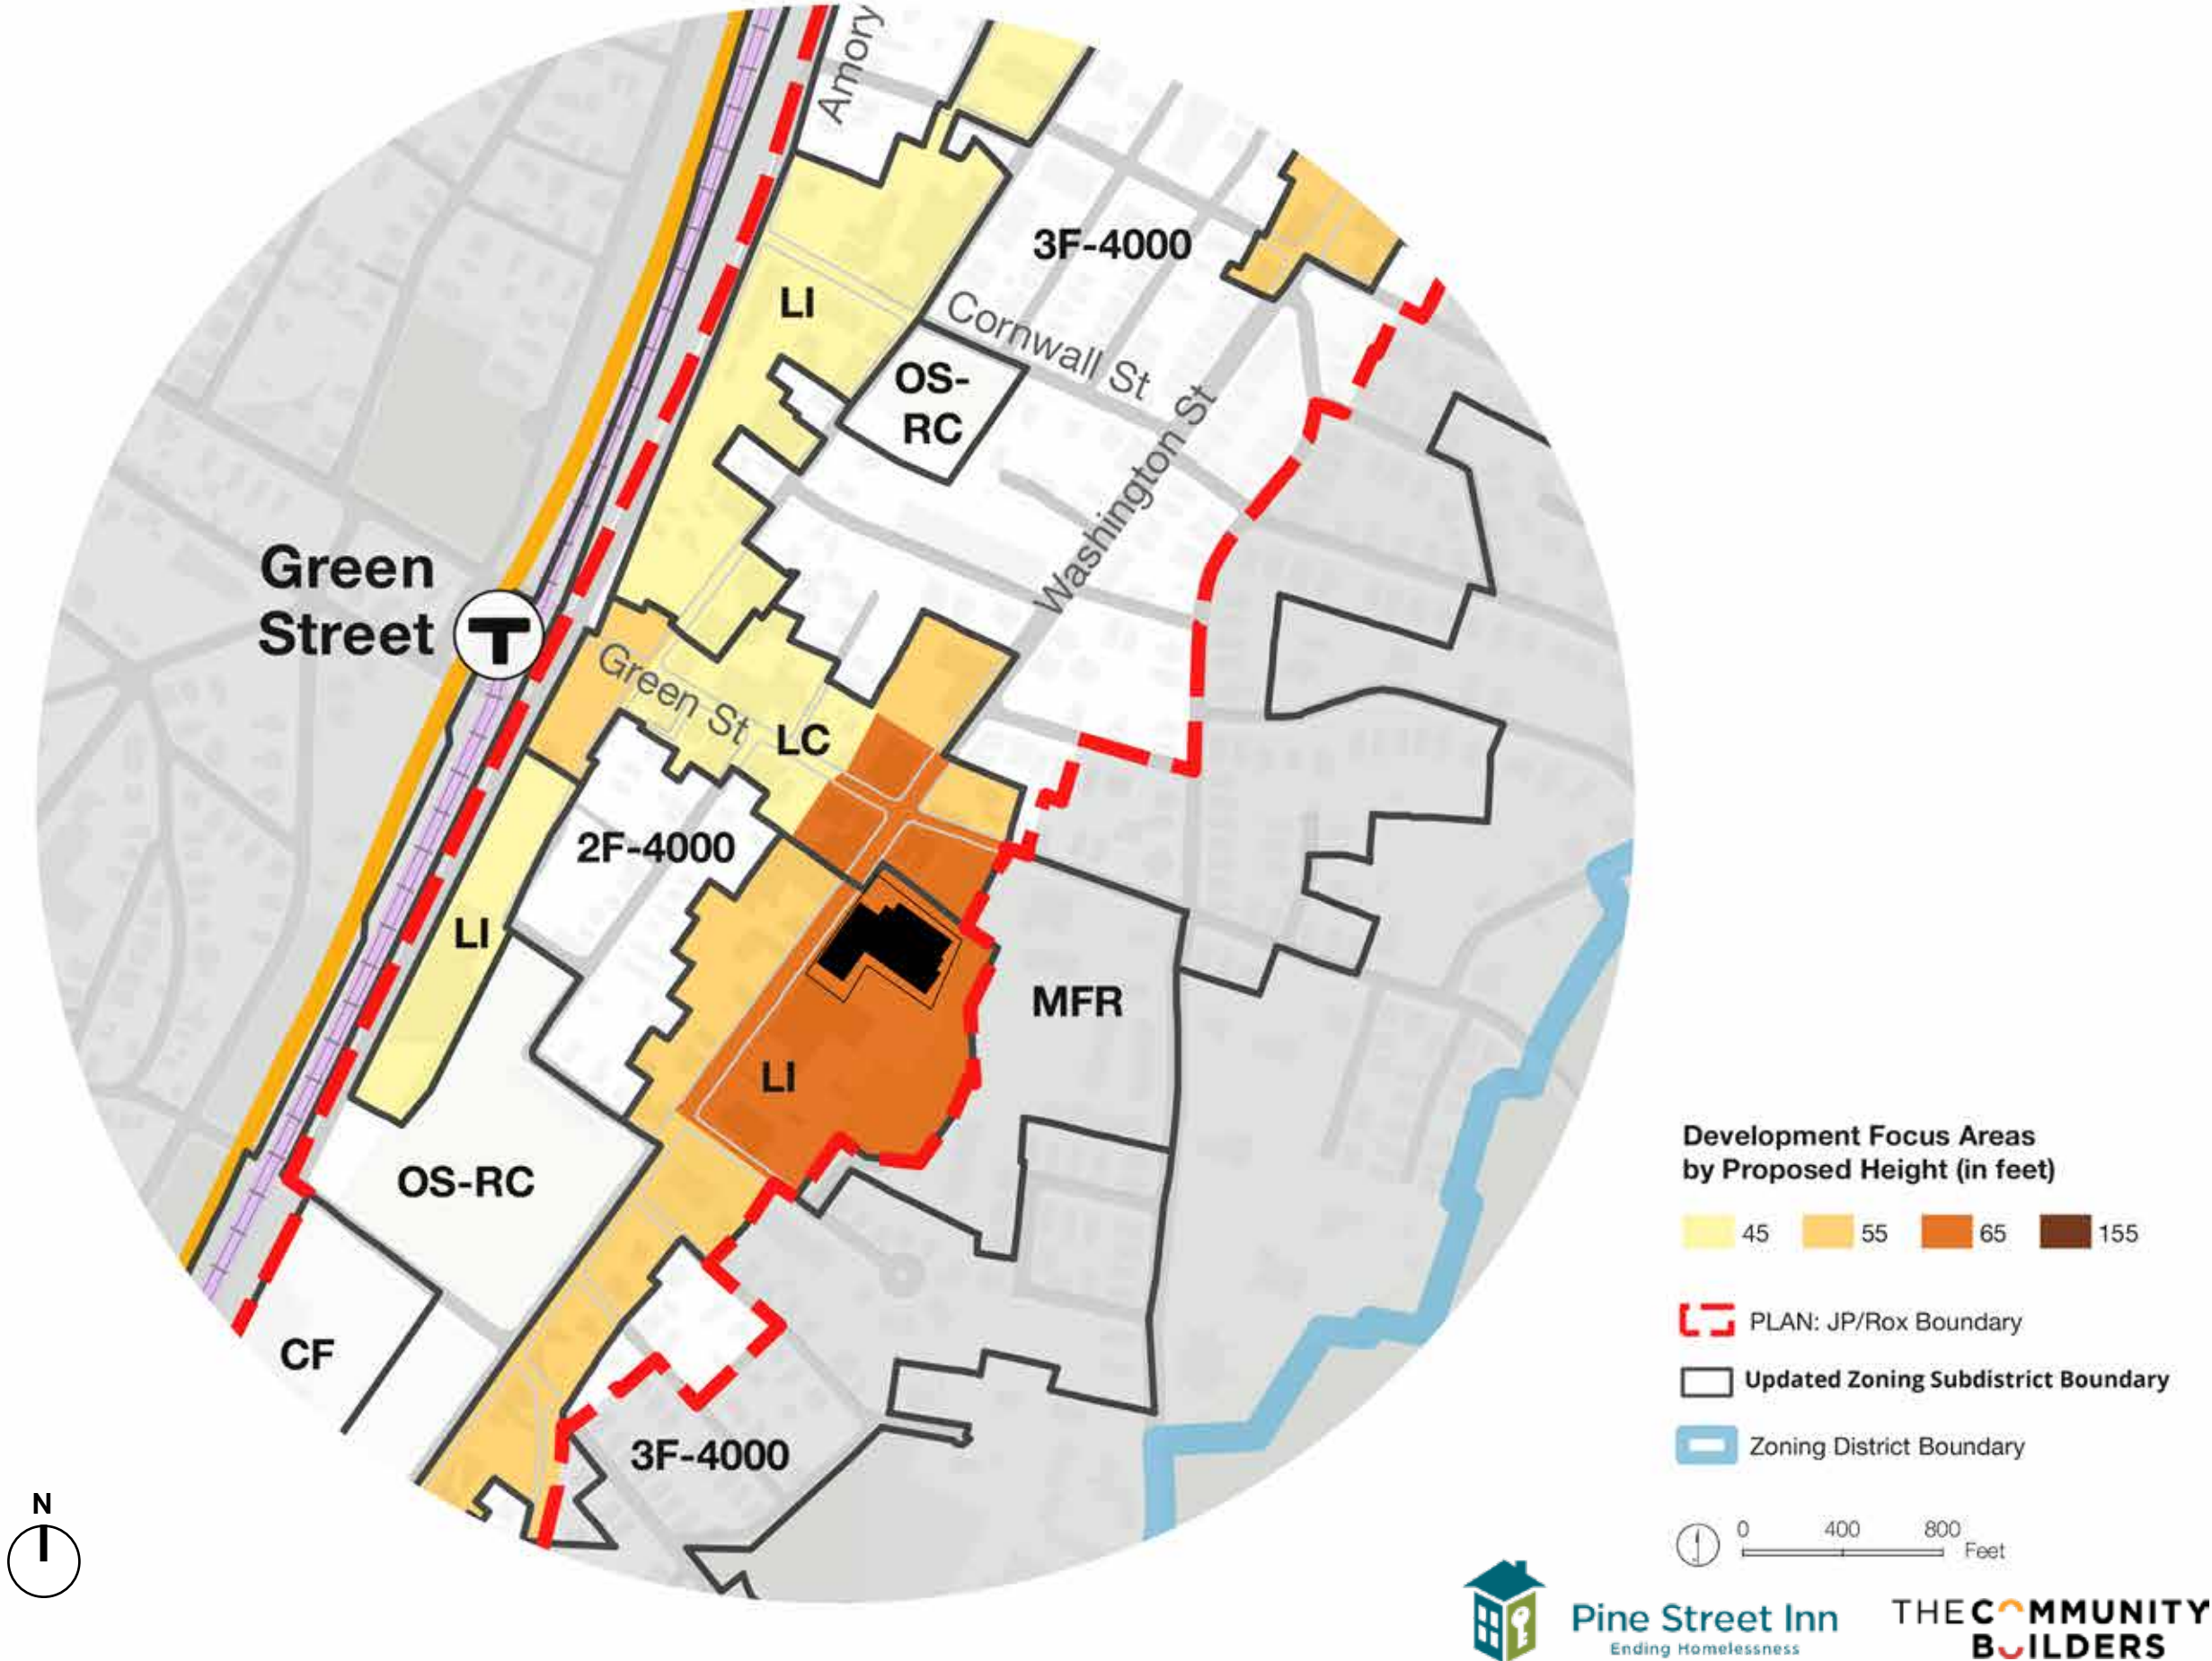 Amory
3F-4000
LI
Cornwall St
OS-
RC
Washington St
Green
Street
T
Green St
LC
2F-4000
LI
MFR
LI
OS-RC
CF
3F-4000
N
Development Focus Areas
by Proposed Height (in feet)
45 55 65 155
PLAN: JP/Rox Boundary
Updated Zoning Subdistrict Boundary
Zoning District Boundary
0 400 800
Feet
Pine Street Inn
Ending Homelessness
THE COMMUNITY
BUILDERS